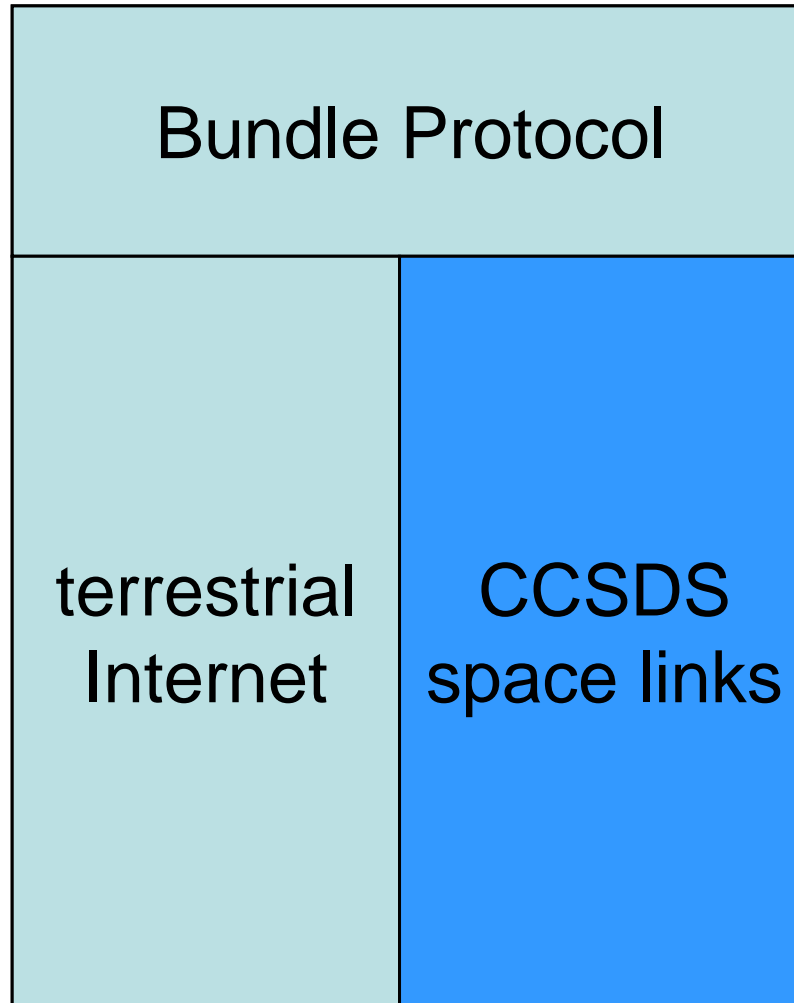 Bundle Protocol
terrestrial
Internet
CCSDS
space links